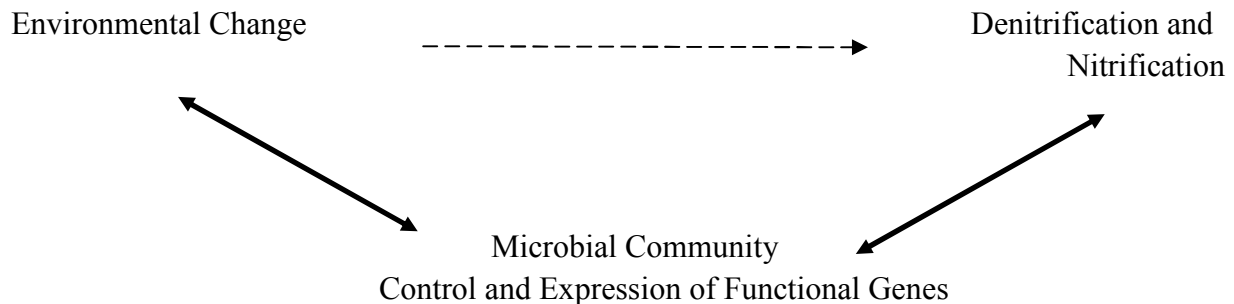 Environmental Change
Denitrification and
Nitrification
Microbial Community
Control and Expression of Functional Genes